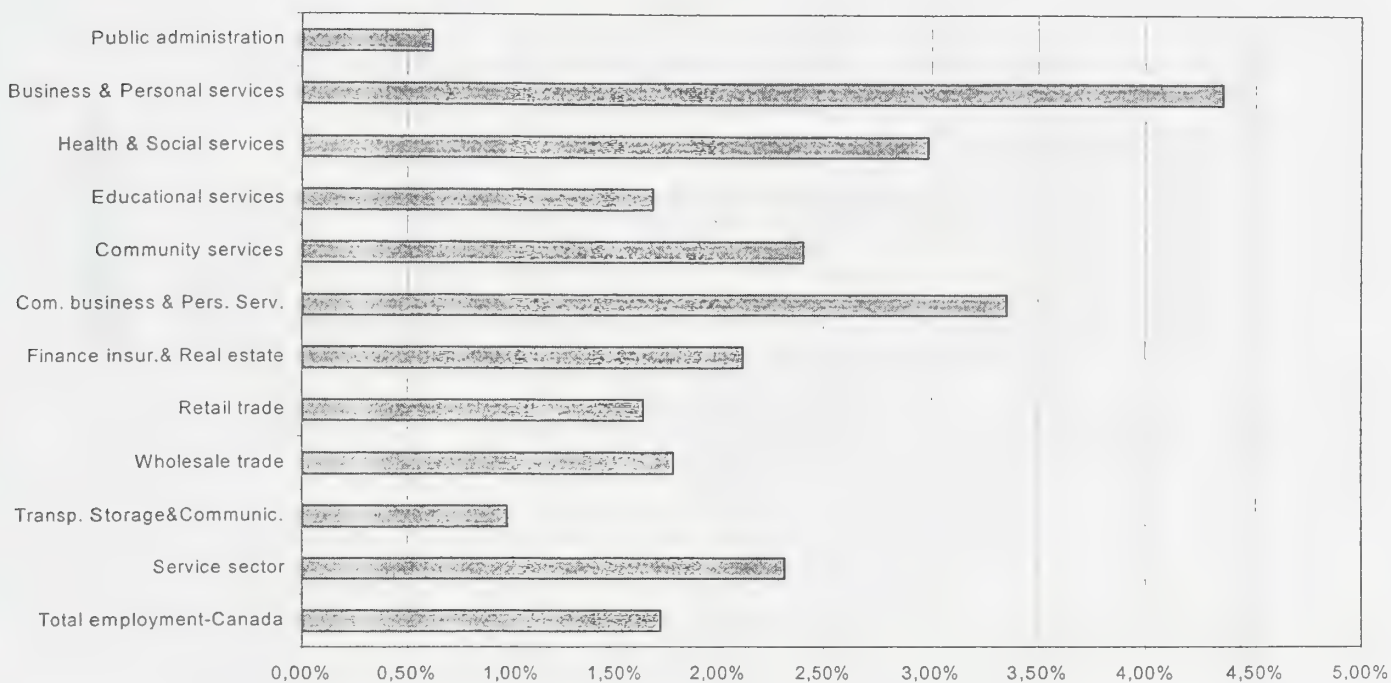 Public administration
Business & Personal services
Health & Social services
Educational services
Community services
Com. business & Pers. Serv.
Finance insur.& Real estate
Retail trade
Wholesale trade
Transp. Storage&Communic.
Service sector
Total employment-Canada
0,00% 0,50% 1,00% 1,50% 2,00% 2,50% 3,00% 3,50% 4,00% 4,50% 5,00%